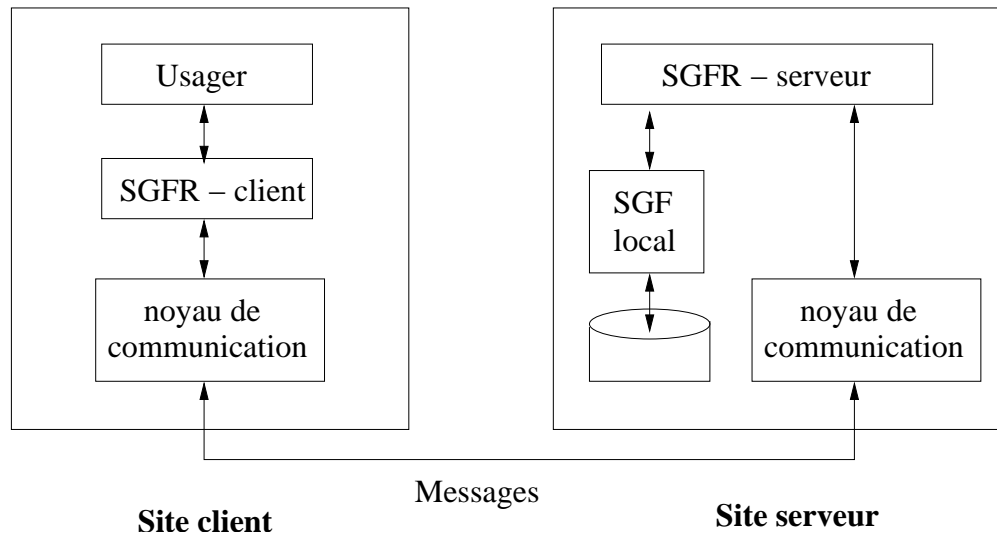 Usager
SGFR – client
noyau de
communication
SGFR – serveur
SGF
local
noyau de
communication
Messages
Site client
Site serveur